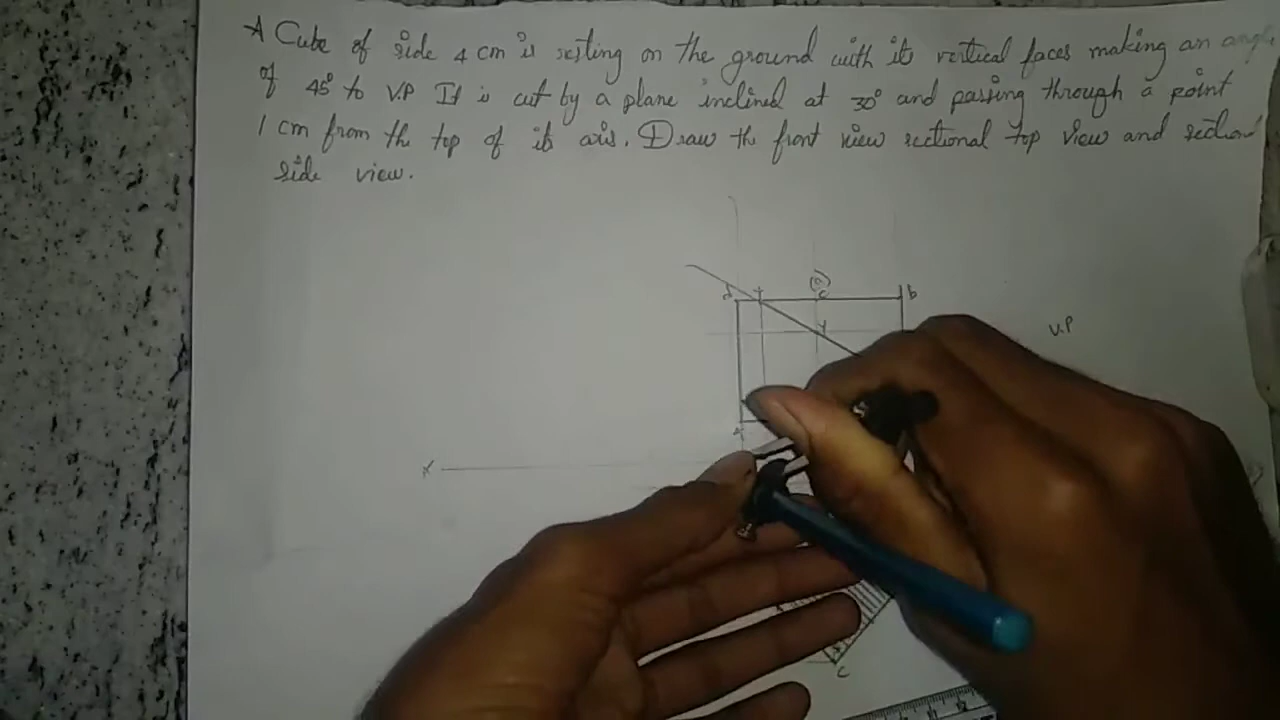 A Cube of side 4 cm is resting on the ground with its vertical faces making an angle
of 45° to V.P It is cut by a plane inclined at 30° and passing through a point
1 cm from the top of its axis. Draw the front view sectional top view and section
side view.
d
c
b
V.P
X
c